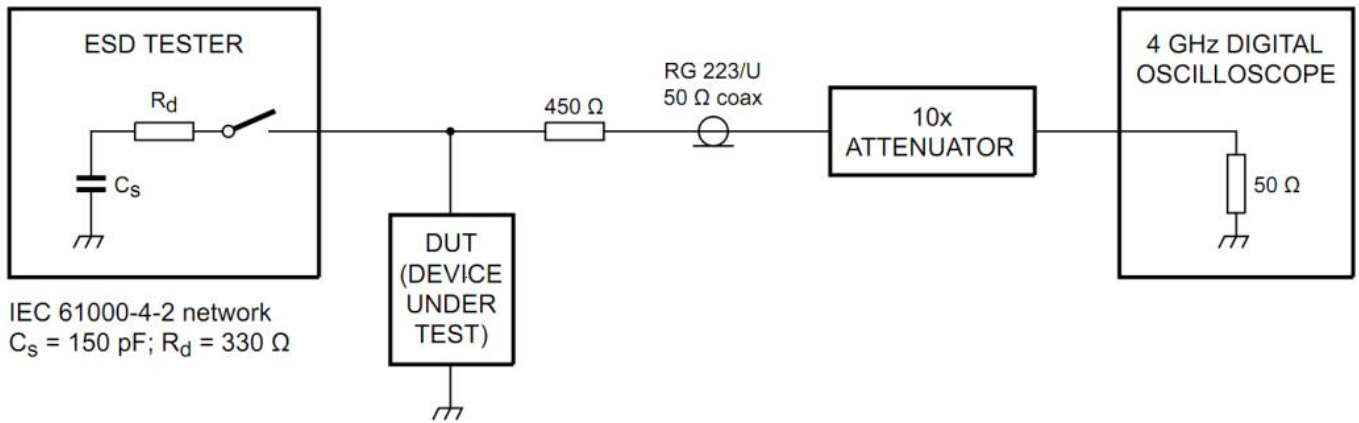 ESD TESTER
R_d
C_s
IEC 61000-4-2 network
C_s = 150 pF; R_d = 330 Ω
450 Ω
RG 223/U
50 Ω coax
10x
ATTENUATOR
DUT
(DEVICE
UNDER
TEST)
4 GHz DIGITAL
OSCILLOSCOPE
50 Ω